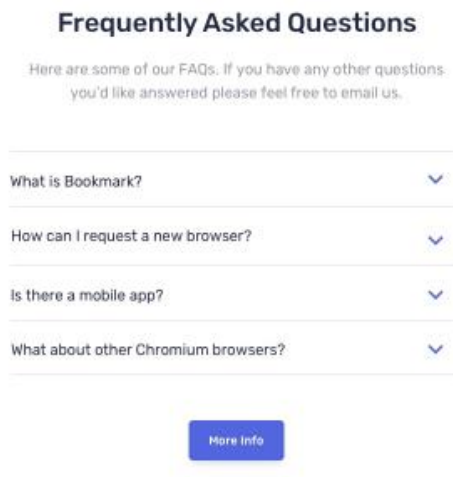 Frequently Asked Questions
Here are some of our FAQs. If you have any other questions
you'd like answered please feel free to email us.
What is Bookmark?
How can I request a new browser?
Is there a mobile app?
What about other Chromium browsers?
More Info